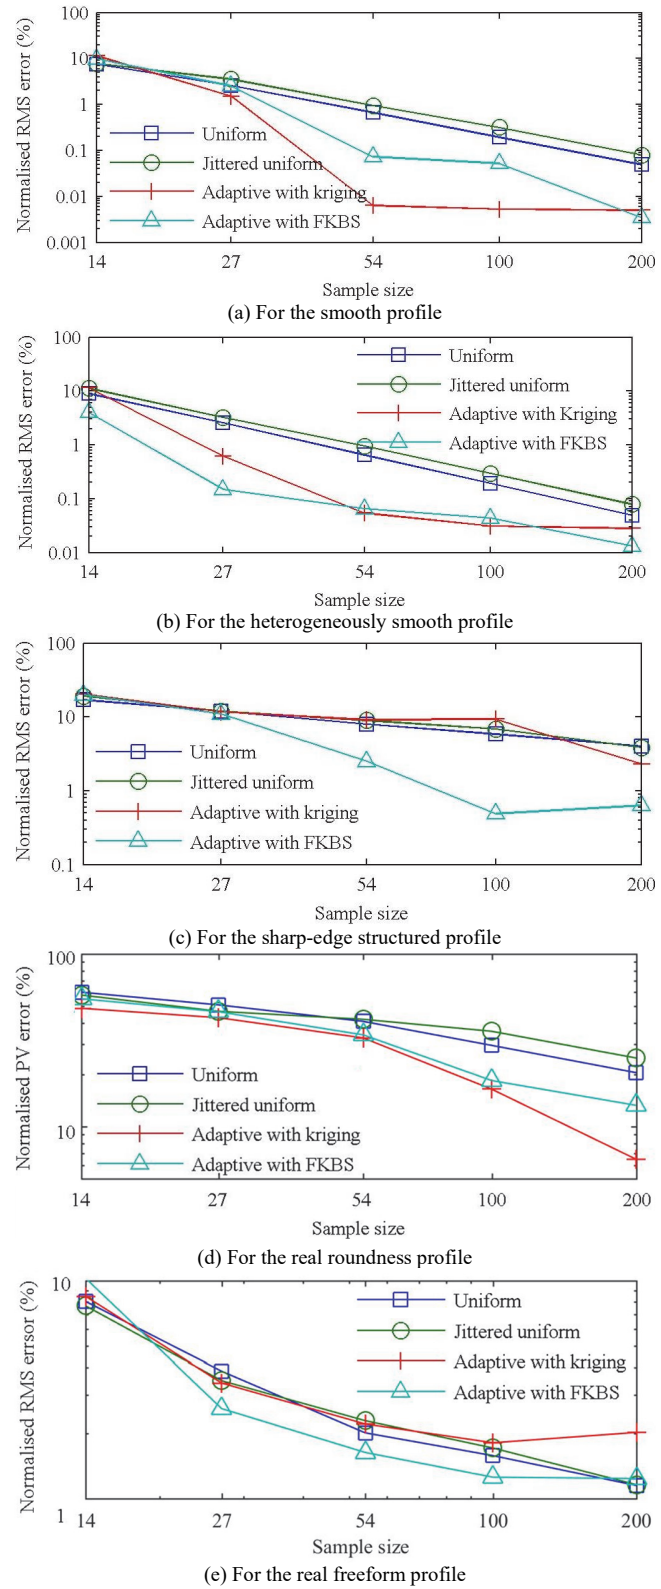 Normalised RMS error (%)
100
10
1
0.1
0.01
0.001
Uniform
Jittered uniform
Adaptive with kriging
Adaptive with FKBS
14 27 54 100 200
Sample size
(a) For the smooth profile
Normalised RMS error (%)
100
10
1
0.1
0.01
Uniform
Jittered uniform
Adaptive with Kriging
Adaptive with FKBS
14 27 54 100 200
Sample size
(b) For the heterogeneously smooth profile
Normalised RMS error (%)
100
10
1
0.1
Uniform
Jittered uniform
Adaptive with kriging
Adaptive with FKBS
14 27 54 100 200
Sample size
(c) For the sharp-edge structured profile
Normalised PV error (%)
100
10
Uniform
Jittered uniform
Adaptive with kriging
Adaptive with FKBS
14 27 54 100 200
Sample size
(d) For the real roundness profile
Normalised RMS errsor (%)
10
1
Uniform
Jittered uniform
Adaptive with kriging
Adaptive with FKBS
14 27 54 100 200
Sample size
(e) For the real freeform profile